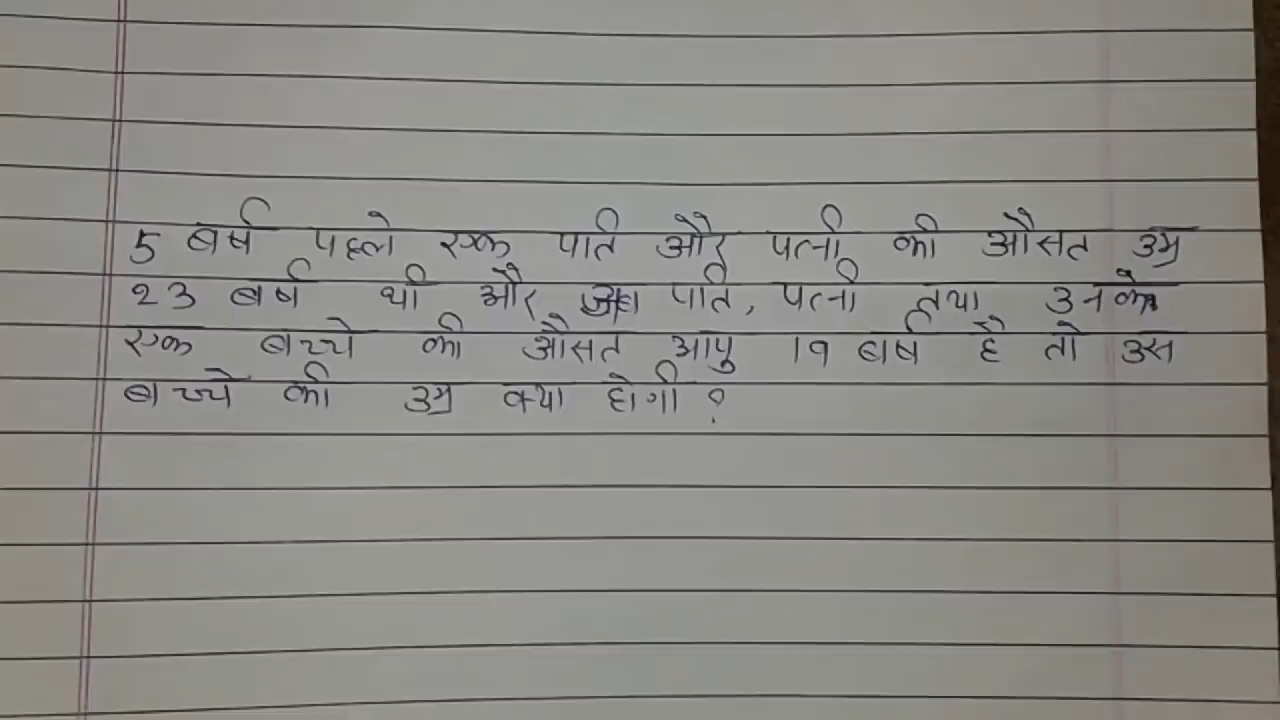 5 बर्ष पहले एक पति और पत्नी की औसत उम्र
23 बर्ष थी और अब पति, पत्नी तथा उनके
एक बच्चे की औसत आयु 19 बर्ष है तो उस
बच्चे की उम्र क्या होगी ?